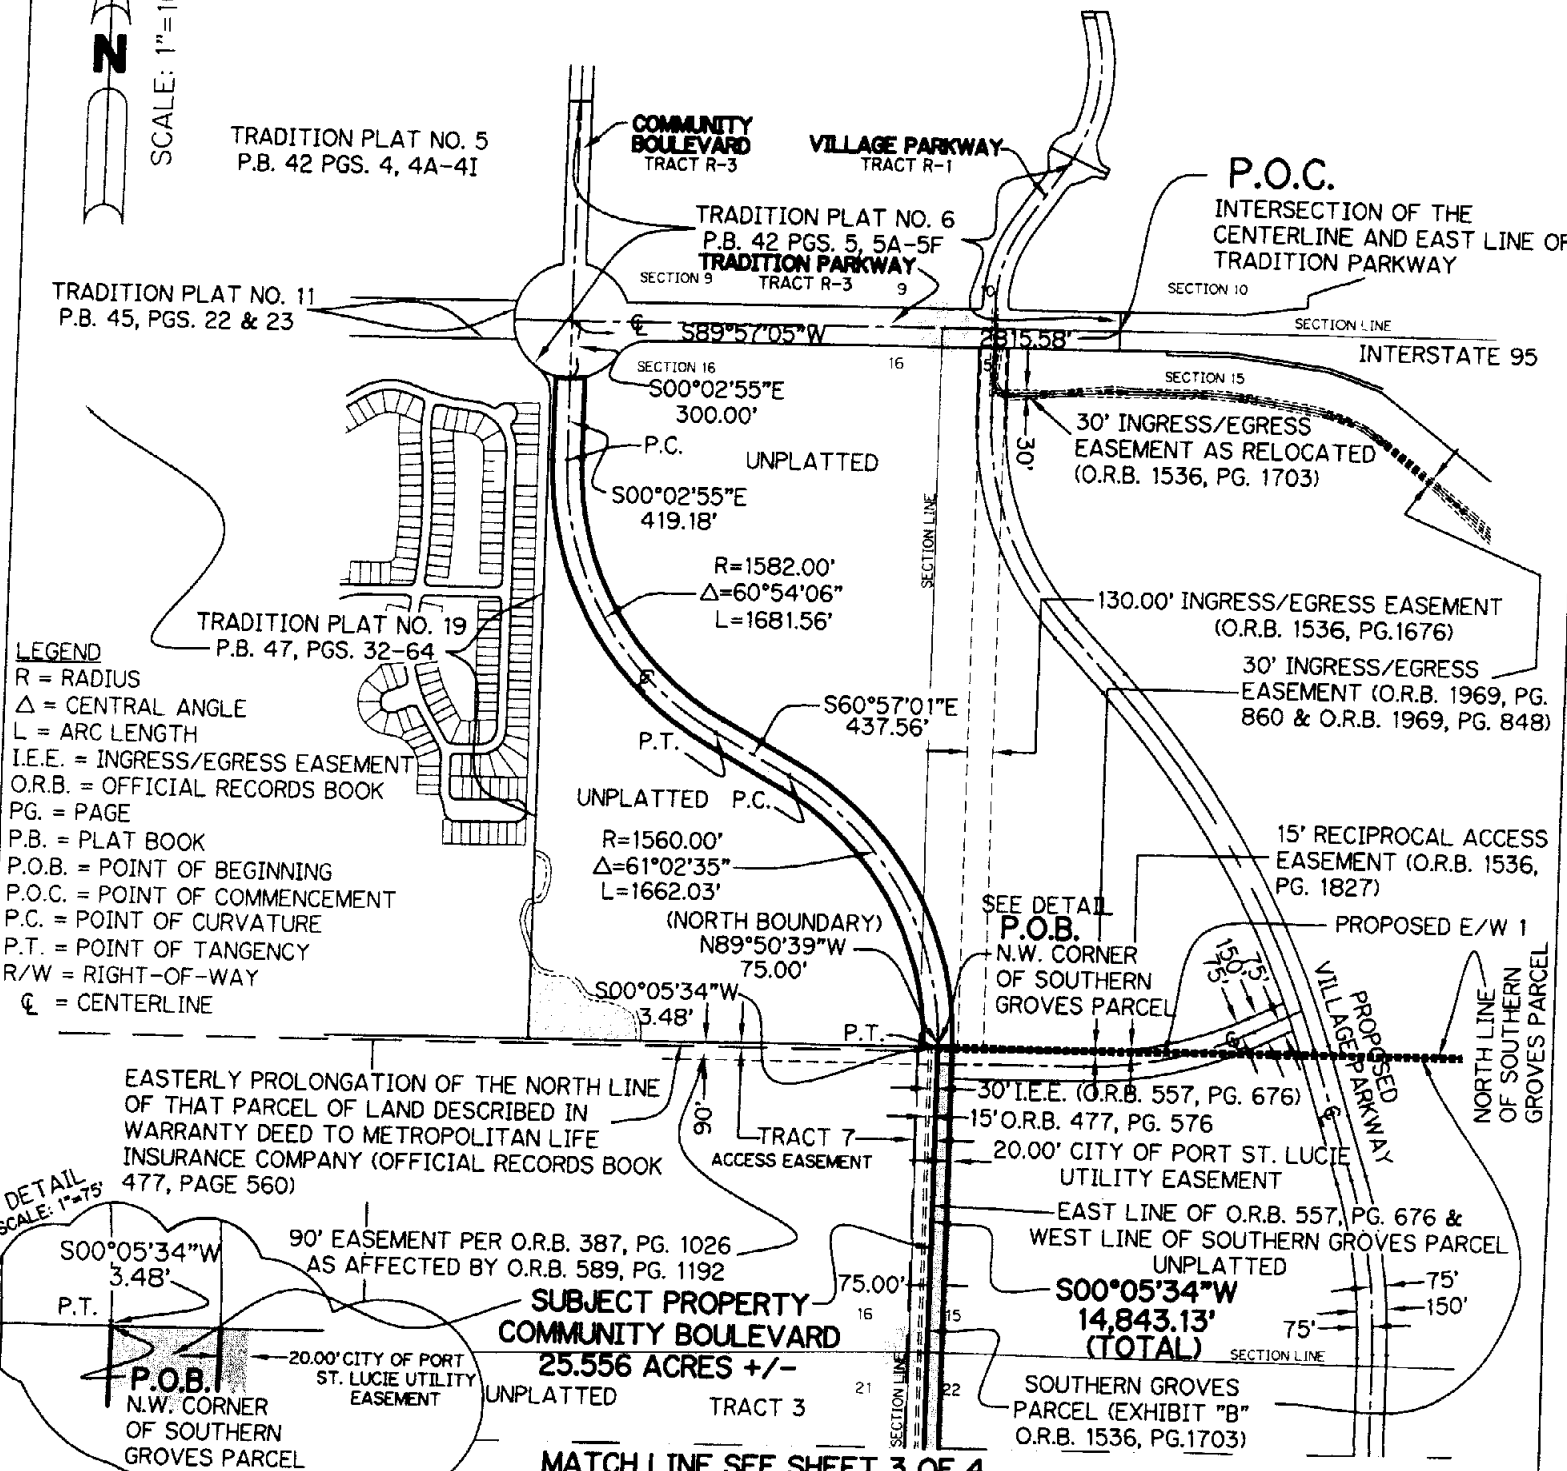 N
SCALE: 1"=1
TRADITION PLAT NO. 5
P.B. 42 PGS. 4, 4A-4I
COMMUNITY
BOULEVARD
TRACT R-3
VILLAGE PARKWAY
TRACT R-1
P.O.C.
INTERSECTION OF THE
CENTERLINE AND EAST LINE OF
TRADITION PARKWAY
TRADITION PLAT NO. 6
P.B. 42 PGS. 5, 5A-5F
TRADITION PARKWAY
TRACT R-3
SECTION 9
9
10
SECTION 10
TRADITION PLAT NO. 11
P.B. 45, PGS. 22 & 23
℄
S89°57'05"W
2815.58'
SECTION LINE
INTERSTATE 95
SECTION 16
16
15
SECTION 15
S00°02'55"E
300.00'
P.C.
UNPLATTED
30'
30' INGRESS/EGRESS
EASEMENT AS RELOCATED
(O.R.B. 1536, PG. 1703)
S00°02'55"E
419.18'
SECTION LINE
R=1582.00'
△=60°54'06"
L=1681.56'
130.00' INGRESS/EGRESS EASEMENT
(O.R.B. 1536, PG.1676)
TRADITION PLAT NO. 19
P.B. 47, PGS. 32-64
30' INGRESS/EGRESS
EASEMENT (O.R.B. 1969, PG.
860 & O.R.B. 1969, PG. 848)
LEGEND
R = RADIUS
△ = CENTRAL ANGLE
L = ARC LENGTH
I.E.E. = INGRESS/EGRESS EASEMENT
O.R.B. = OFFICIAL RECORDS BOOK
PG. = PAGE
P.B. = PLAT BOOK
P.O.B. = POINT OF BEGINNING
P.O.C. = POINT OF COMMENCEMENT
P.C. = POINT OF CURVATURE
P.T. = POINT OF TANGENCY
R/W = RIGHT-OF-WAY
℄ = CENTERLINE
℄
S60°57'01"E
437.56'
P.T.
UNPLATTED
P.C.
R=1560.00'
△=61°02'35"
L=1662.03'
15' RECIPROCAL ACCESS
EASEMENT (O.R.B. 1536,
PG. 1827)
(NORTH BOUNDARY)
N89°50'39"W
75.00'
SEE DETAIL
P.O.B.
N.W. CORNER
OF SOUTHERN
GROVES PARCEL
PROPOSED E/W 1
75'
150'
75'
℄
PROPOSED
VILLAGE PARKWAY
℄
NORTH LINE
OF SOUTHERN
GROVES PARCEL
S00°05'34"W
3.48'
P.T.
EASTERLY PROLONGATION OF THE NORTH LINE
OF THAT PARCEL OF LAND DESCRIBED IN
WARRANTY DEED TO METROPOLITAN LIFE
INSURANCE COMPANY (OFFICIAL RECORDS BOOK
477, PAGE 560)
90'
TRACT 7
ACCESS EASEMENT
30' I.E.E. (O.R.B. 557, PG. 676)
15' O.R.B. 477, PG. 576
20.00' CITY OF PORT ST. LUCIE
UTILITY EASEMENT
EAST LINE OF O.R.B. 557, PG. 676 &
WEST LINE OF SOUTHERN GROVES PARCEL
UNPLATTED
90' EASEMENT PER O.R.B. 387, PG. 1026
AS AFFECTED BY O.R.B. 589, PG. 1192
75.00'
S00°05'34"W
14,843.13'
(TOTAL)
75'
150'
75'
SECTION LINE
SUBJECT PROPERTY
COMMUNITY BOULEVARD
25.556 ACRES +/-
16
15
21
22
SECTION LINE
UNPLATTED
TRACT 3
SOUTHERN GROVES
PARCEL (EXHIBIT "B"
O.R.B. 1536, PG.1703)
DETAIL
SCALE: 1"=75'
S00°05'34"W
3.48'
P.T.
P.O.B.
N.W. CORNER
OF SOUTHERN
GROVES PARCEL
20.00' CITY OF PORT
ST. LUCIE UTILITY
EASEMENT
MATCH LINE SEE SHEET 3 OF 4